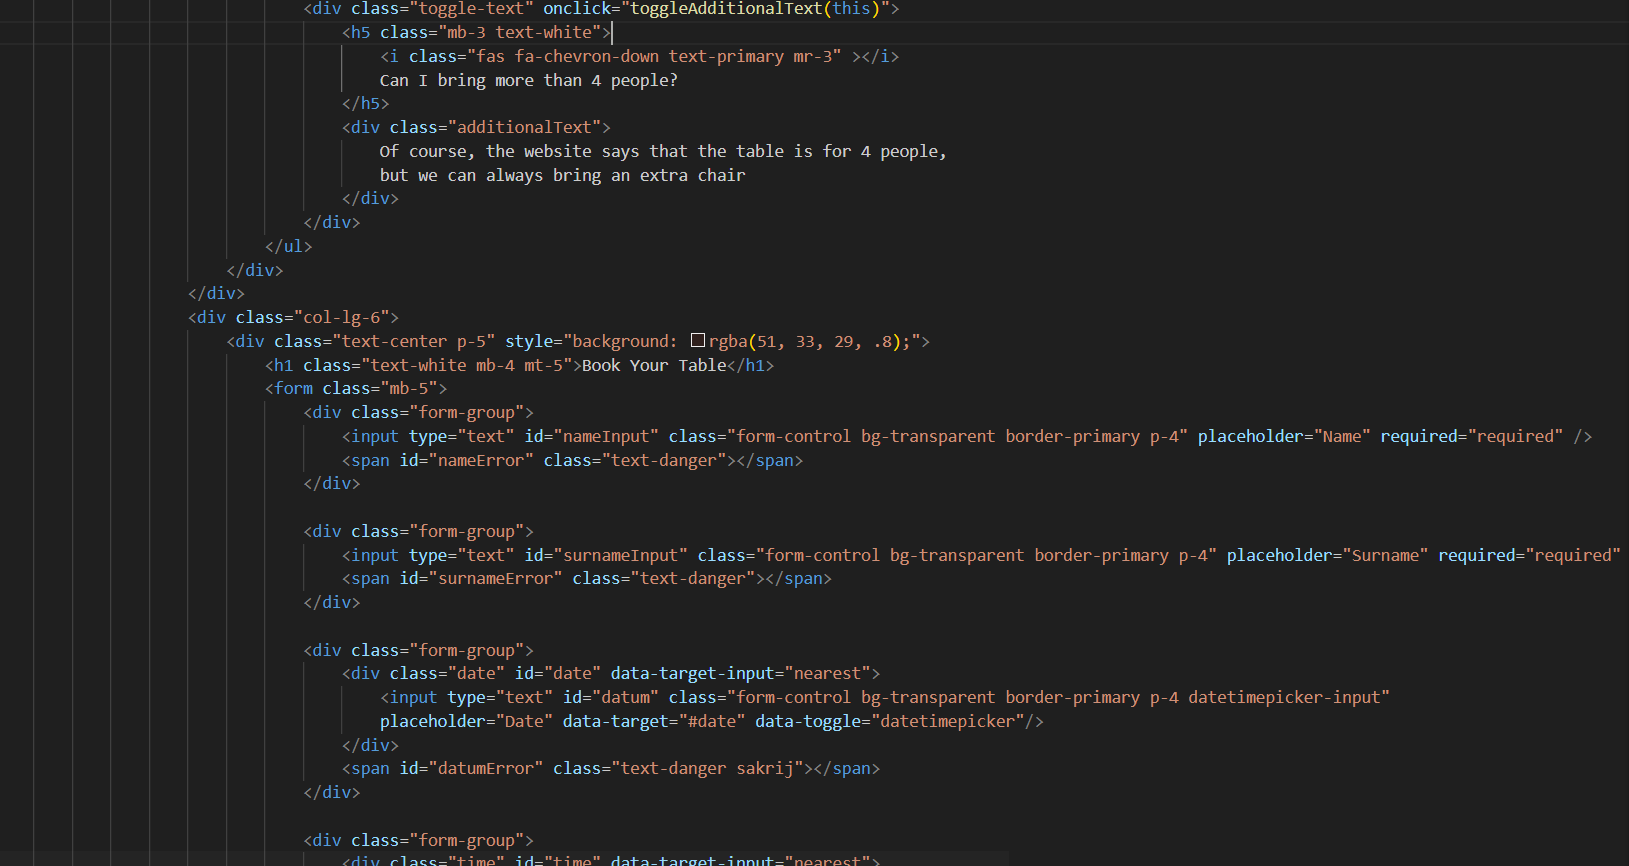 <div class="toggle-text" onclick="toggleAdditionalText(this)">
<h5 class="mb-3 text-white">
<i class="fas fa-chevron-down text-primary mr-3" ></i>
Can I bring more than 4 people?
</h5>
<div class="additionalText">
Of course, the website says that the table is for 4 people,
but we can always bring an extra chair
</div>
</div>
</ul>
</div>
</div>
<div class="col-lg-6">
<div class="text-center p-5" style="background: rgba(51, 33, 29, .8);">
<h1 class="text-white mb-4 mt-5">Book Your Table</h1>
<form class="mb-5">
<div class="form-group">
<input type="text" id="nameInput" class="form-control bg-transparent border-primary p-4" placeholder="Name" required="required" />
<span id="nameError" class="text-danger"></span>
</div>
<div class="form-group">
<input type="text" id="surnameInput" class="form-control bg-transparent border-primary p-4" placeholder="Surname" required="required"
<span id="surnameError" class="text-danger"></span>
</div>
<div class="form-group">
<div class="date" id="date" data-target-input="nearest">
<input type="text" id="datum" class="form-control bg-transparent border-primary p-4 datetimepicker-input"
placeholder="Date" data-target="#date" data-toggle="datetimepicker"/>
</div>
<span id="datumError" class="text-danger sakrij"></span>
</div>
<div class="form-group">
<div class="time" id="time" data-target-input="nearest">